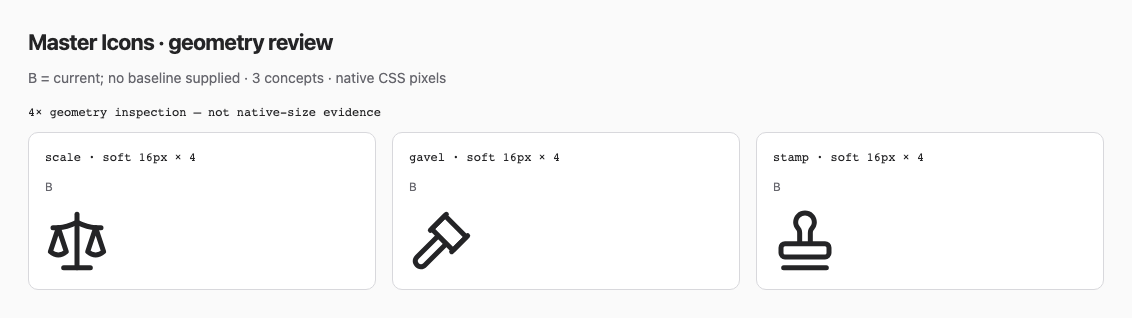 Master Icons · geometry review
B = current; no baseline supplied · 3 concepts · native CSS pixels
4× geometry inspection — not native-size evidence
scale · soft 16px × 4
B
gavel · soft 16px × 4
B
stamp · soft 16px × 4
B